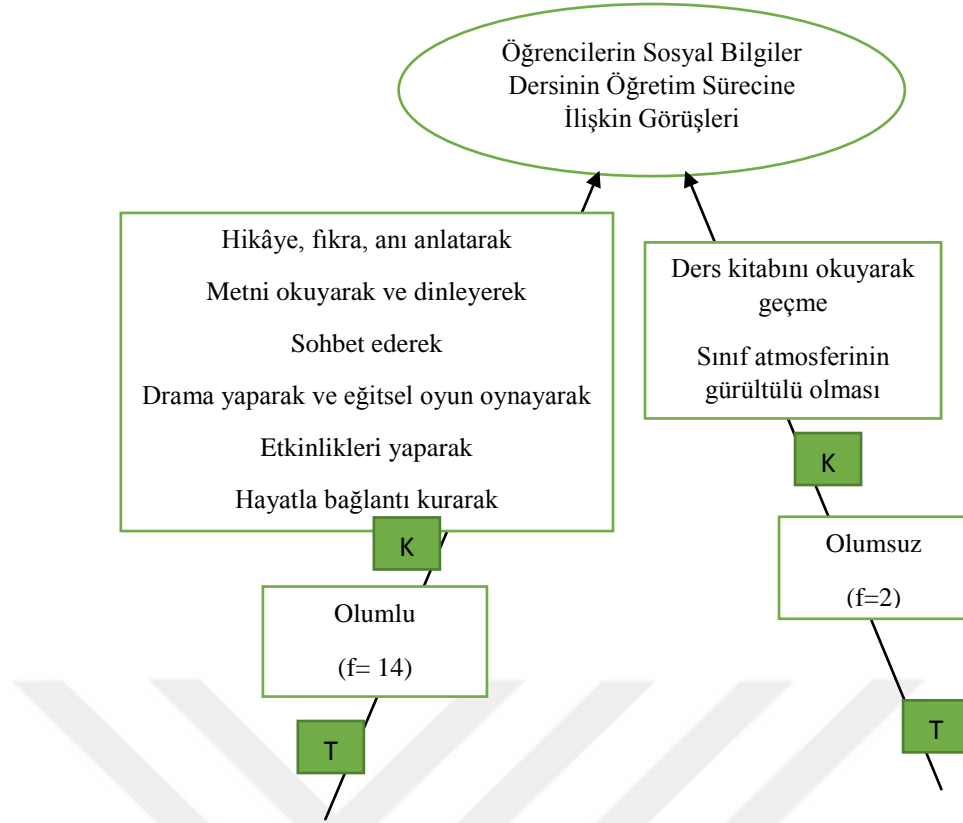 Öğrencilerin Sosyal Bilgiler
Dersinin Öğretim Sürecine
İlişkin Görüşleri
Hikâye, fıkra, anı anlatarak
Metni okuyarak ve dinleyerek
Sohbet ederek
Drama yaparak ve eğitsel oyun oynayarak
Etkinlikleri yaparak
Hayatla bağlantı kurarak
K
Olumlu
(f= 14)
T
Ders kitabını okuyarak
geçme
Sınıf atmosferinin
gürültülü olması
K
Olumsuz
(f=2)
T